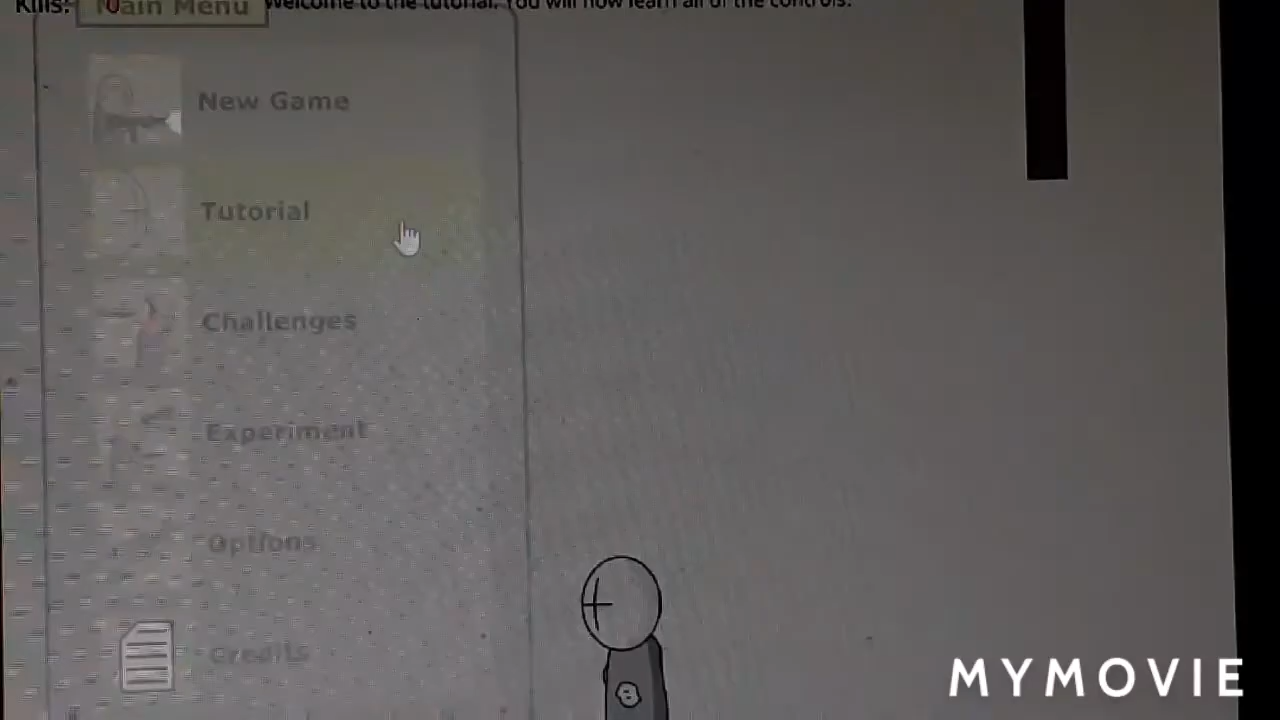 Kills: 0
Main Menu
Welcome to the tutorial. You will now learn all of the controls.
New Game
Tutorial
Challenges
Experiment
Options
Credits
MYMOVIE